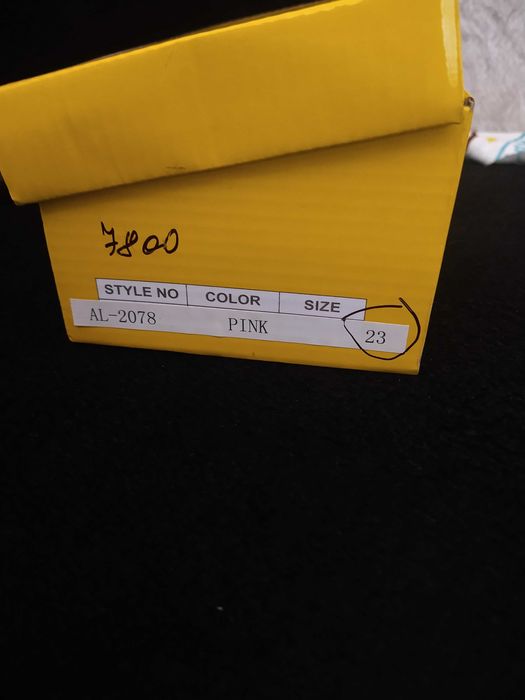 7800
STYLE NO COLOR SIZE
AL-2078 PINK 23